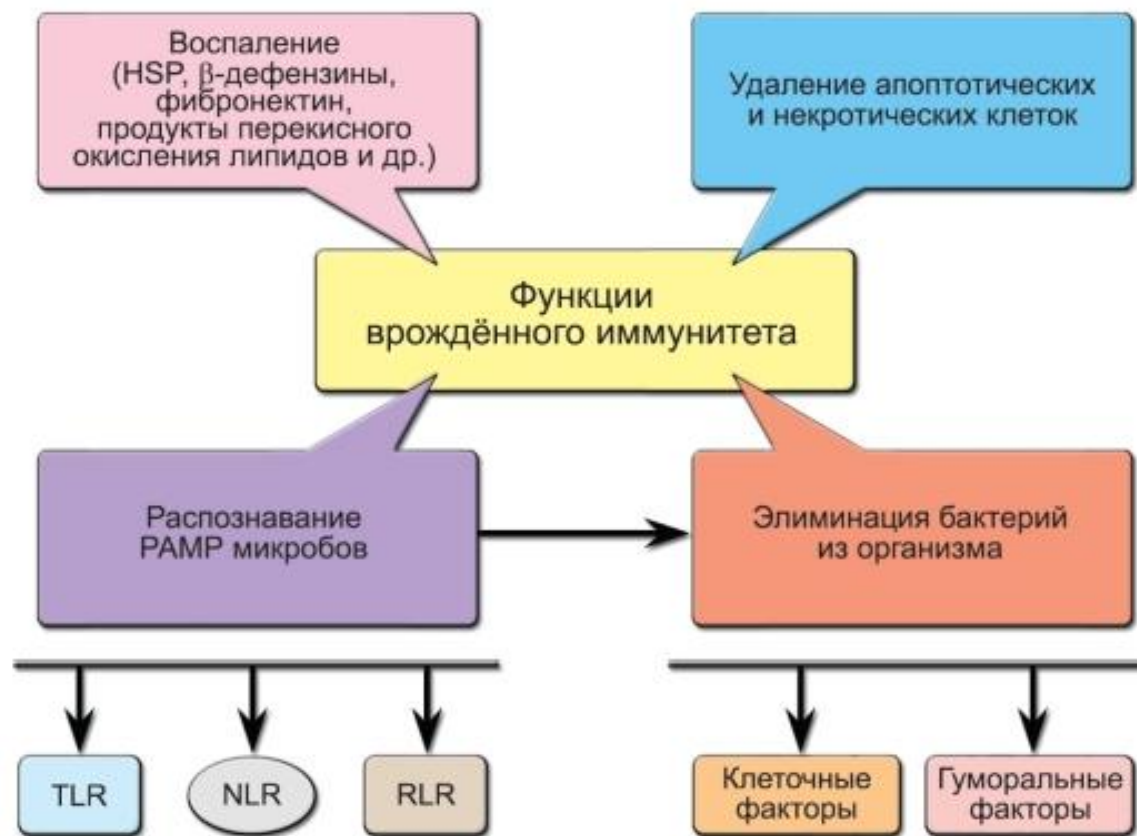 Воспаление
(HSP, β-дефензины,
фибронектин,
продукты перекисного
окисления липидов и др.)
Удаление апоптотических
и некротических клеток
Функции
врождённого иммунитета
Распознавание
PAMP микробов
Элиминация бактерий
из организма
TLR
NLR
RLR
Клеточные
факторы
Гуморальные
факторы